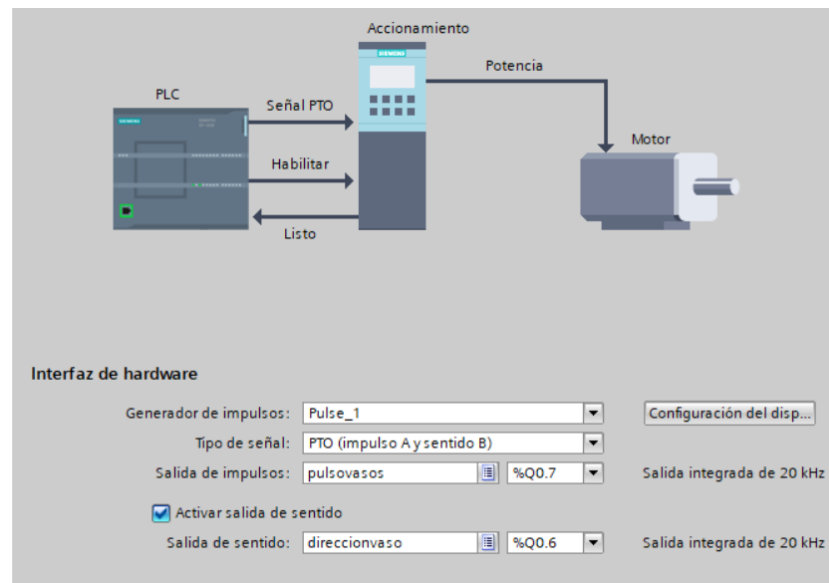 Accionamiento
SIEMENS
Potencia
PLC
Señal PTO
SIEMENS
Motor
Habilitar
Listo
Interfaz de hardware
Generador de impulsos: Pulse_1 Configuración del disp...
Tipo de señal: PTO (impulso A y sentido B)
Salida de impulsos: pulsovasos %Q0.7 Salida integrada de 20 kHz
Activar salida de sentido
Salida de sentido: direccionvaso %Q0.6 Salida integrada de 20 kHz